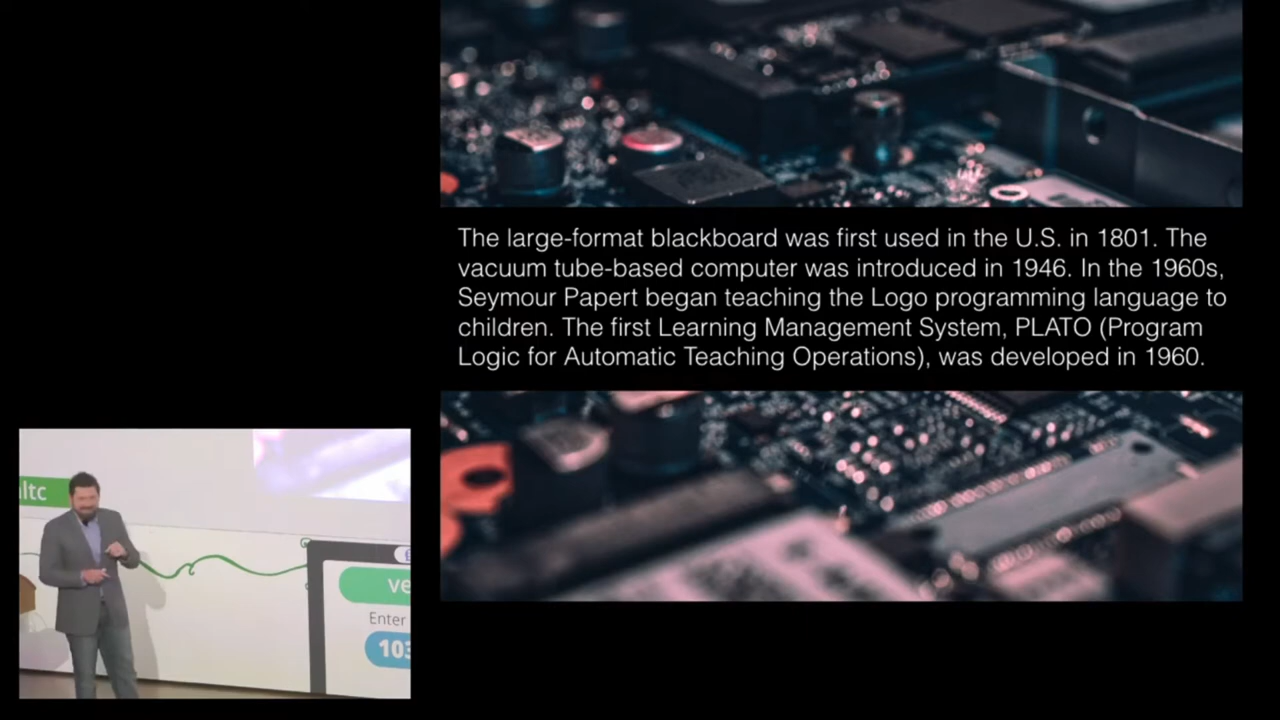 The large-format blackboard was first used in the U.S. in 1801. The
vacuum tube-based computer was introduced in 1946. In the 1960s,
Seymour Papert began teaching the Logo programming language to
children. The first Learning Management System, PLATO (Program
Logic for Automatic Teaching Operations), was developed in 1960.
ltc
ve
Enter
103